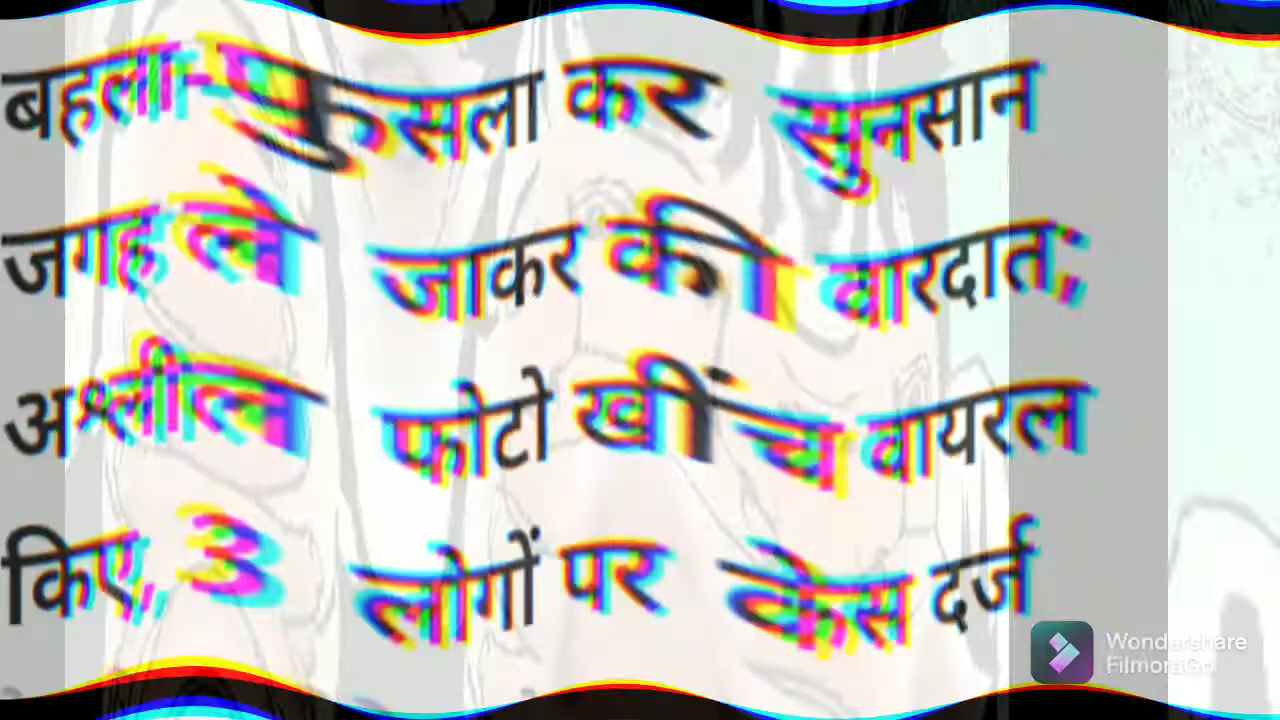 बहला-फुसला कर सुनसान
जगह ले जाकर की वारदात;
अश्लील फोटो खींच वायरल
किए, 3 लोगों पर केस दर्ज
Wondershare
FilmoraGo